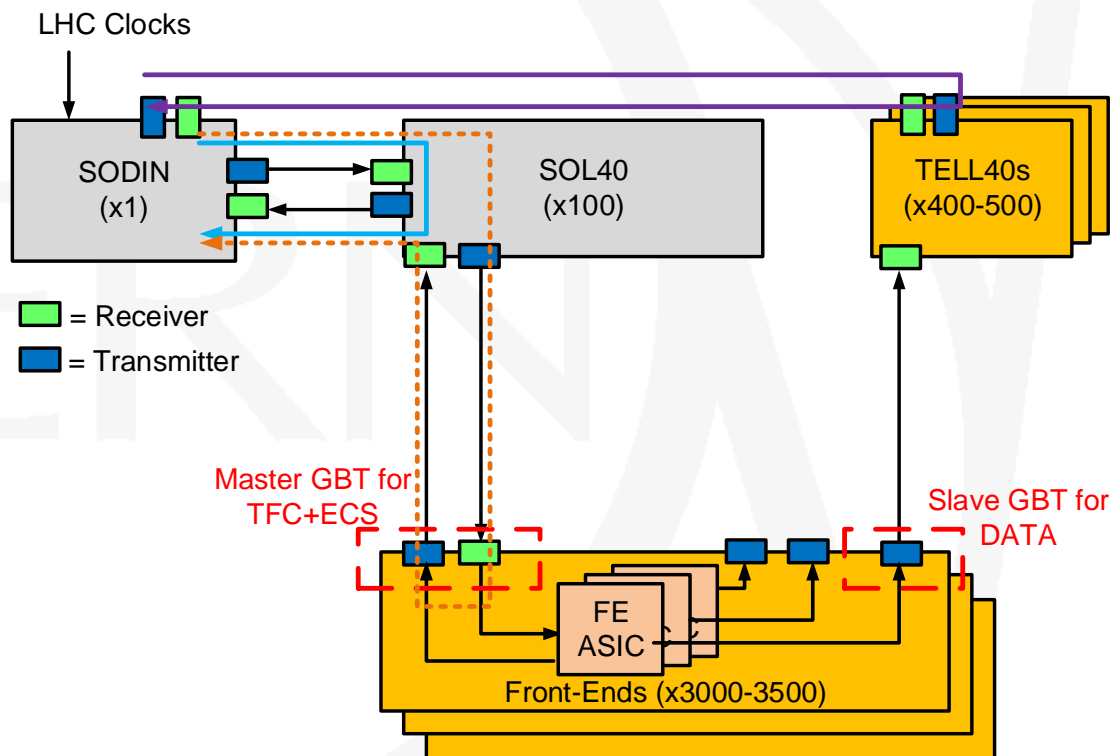 LHC Clocks
SODIN
(x1)
SOL40
(x100)
TELL40s
(x400-500)
= Receiver
= Transmitter
Master GBT for
TFC+ECS
Slave GBT for
DATA
FE
ASIC
Front-Ends (x3000-3500)